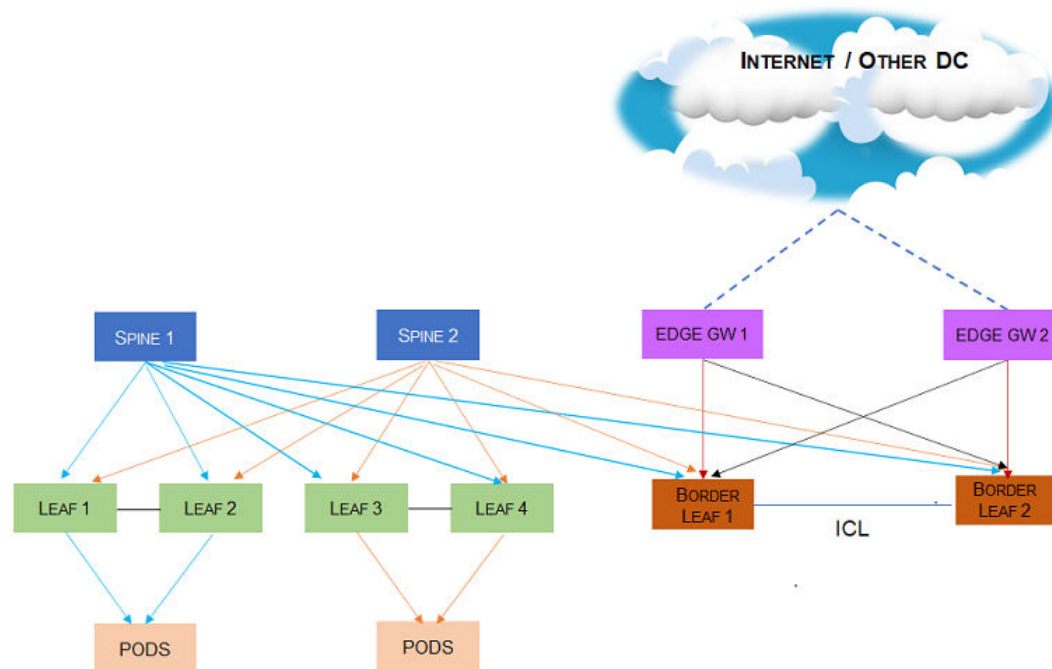 INTERNET / OTHER DC
SPINE 1
SPINE 2
EDGE GW 1
EDGE GW 2
LEAF 1
LEAF 2
LEAF 3
LEAF 4
BORDER
LEAF 1
BORDER
LEAF 2
ICL
PODS
PODS